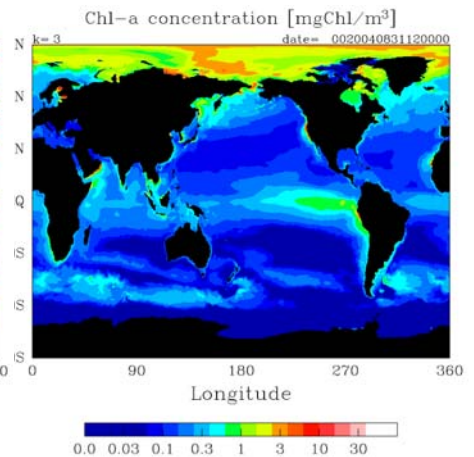 Chl-a concentration [mgChl/m³]
k= 3 date= 0020040831120000
N
N
N
Q
S
S
S
0 0 90 180 270 360
Longitude
0.0 0.03 0.1 0.3 1 3 10 30